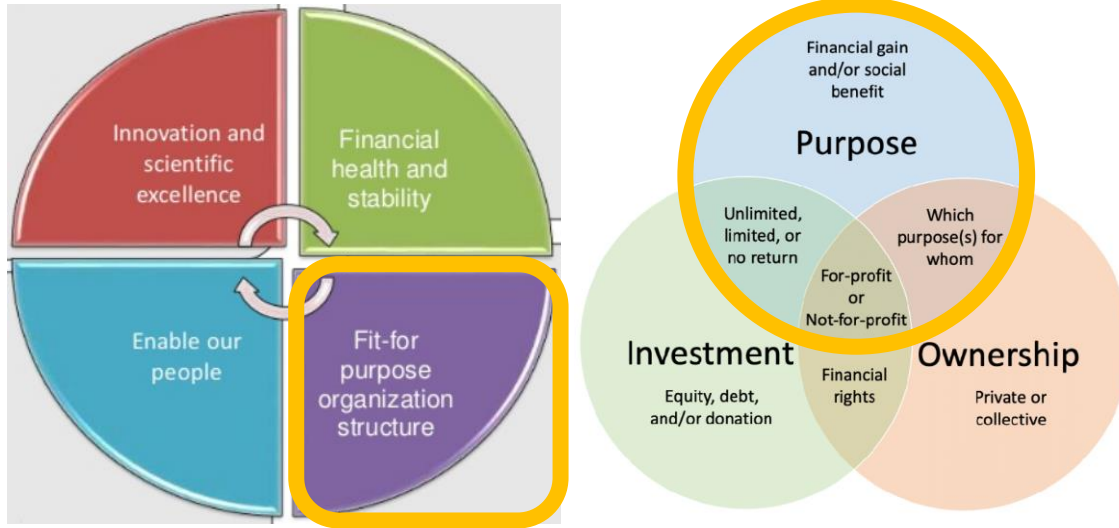 Innovation and
scientific
excellence
Financial
health and
stability
Enable our
people
Fit-for
purpose
organization
structure
Financial gain
and/or social
benefit
Purpose
Unlimited,
limited, or
no return
Which
purpose(s) for
whom
For-profit
or
Not-for-profit
Investment
Equity, debt,
and/or donation
Financial
rights
Ownership
Private or
collective